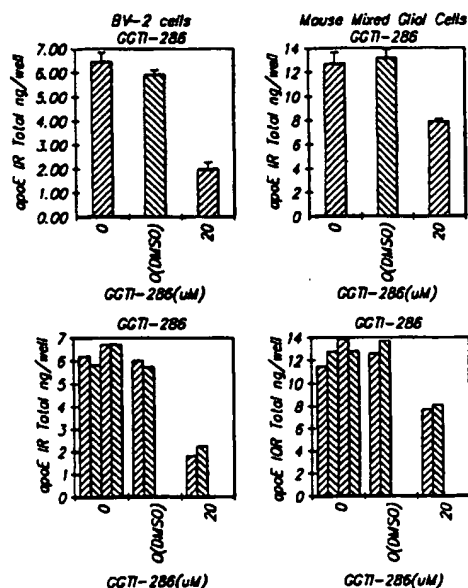 BV-2 cells
GGTI-286
apoE IR Total ng/well
7.00
6.00
5.00
4.00
3.00
2.00
1.00
0.00
0
0(DMSO)
20
GGTI-286(uM)
Mouse Mixed Gliol Cells
GGTI-286
apoE IR Total ng/well
14
12
10
8
6
4
2
0
0
0(DMSO)
20
GGTI-286(uM)
GGTI-286
apoE IR Total ng/well
7
6
5
4
3
2
1
0
0
0(DMSO)
20
GGTI-286(uM)
GGTI-286
apoE IOR Total ng/well
14
12
10
8
6
4
2
0
0
0(DMSO)
20
GGTI-286(uM)